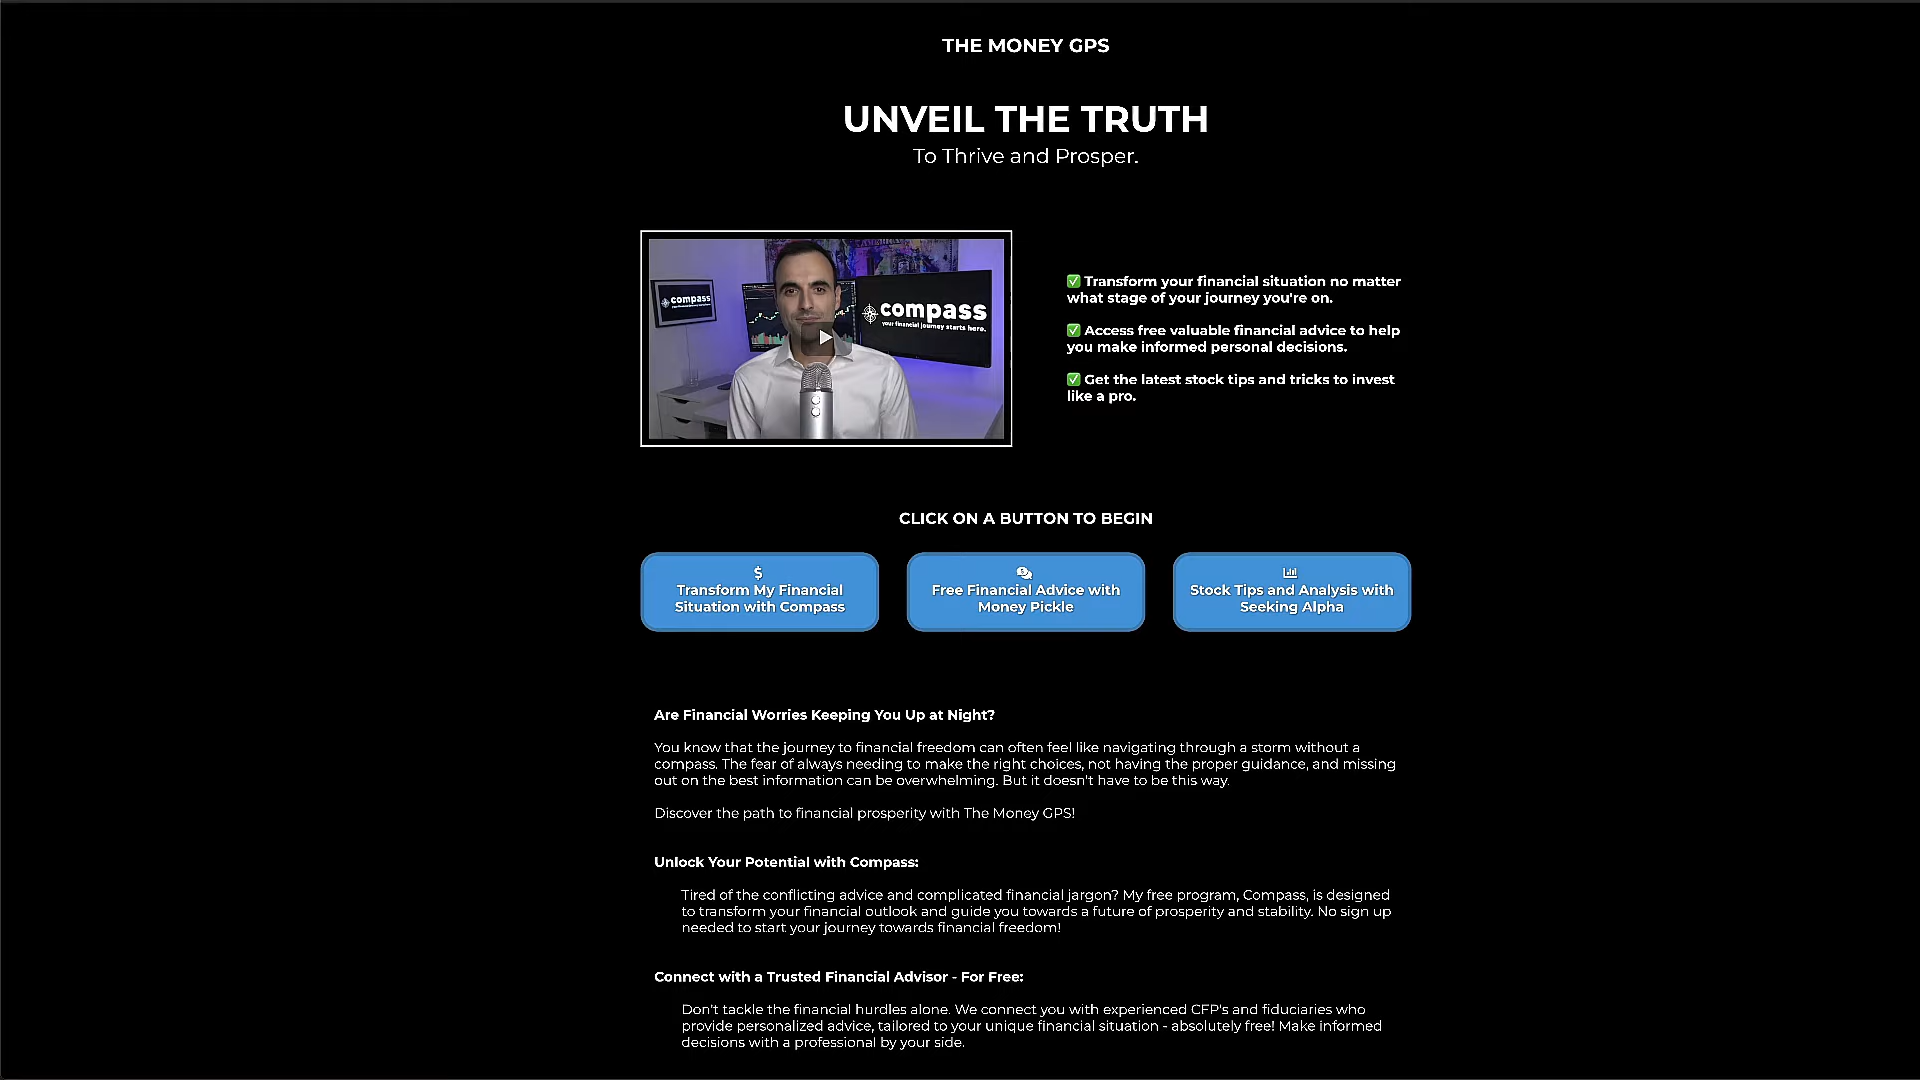 THE MONEY GPS
UNVEIL THE TRUTH
To Thrive and Prosper.
compass
your financial journey starts here.
compass
your financial journey starts here.
✅ Transform your financial situation no matter
what stage of your journey you're on.
✅ Access free valuable financial advice to help
you make informed personal decisions.
✅ Get the latest stock tips and tricks to invest
like a pro.
CLICK ON A BUTTON TO BEGIN
$
Transform My Financial
Situation with Compass
Free Financial Advice with
Money Pickle
Stock Tips and Analysis with
Seeking Alpha
Are Financial Worries Keeping You Up at Night?
You know that the journey to financial freedom can often feel like navigating through a storm without a
compass. The fear of always needing to make the right choices, not having the proper guidance, and missing
out on the best information can be overwhelming. But it doesn't have to be this way.
Discover the path to financial prosperity with The Money GPS!
Unlock Your Potential with Compass:
Tired of the conflicting advice and complicated financial jargon? My free program, Compass, is designed
to transform your financial outlook and guide you towards a future of prosperity and stability. No sign up
needed to start your journey towards financial freedom!
Connect with a Trusted Financial Advisor - For Free:
Don't tackle the financial hurdles alone. We connect you with experienced CFP's and fiduciaries who
provide personalized advice, tailored to your unique financial situation - absolutely free! Make informed
decisions with a professional by your side.